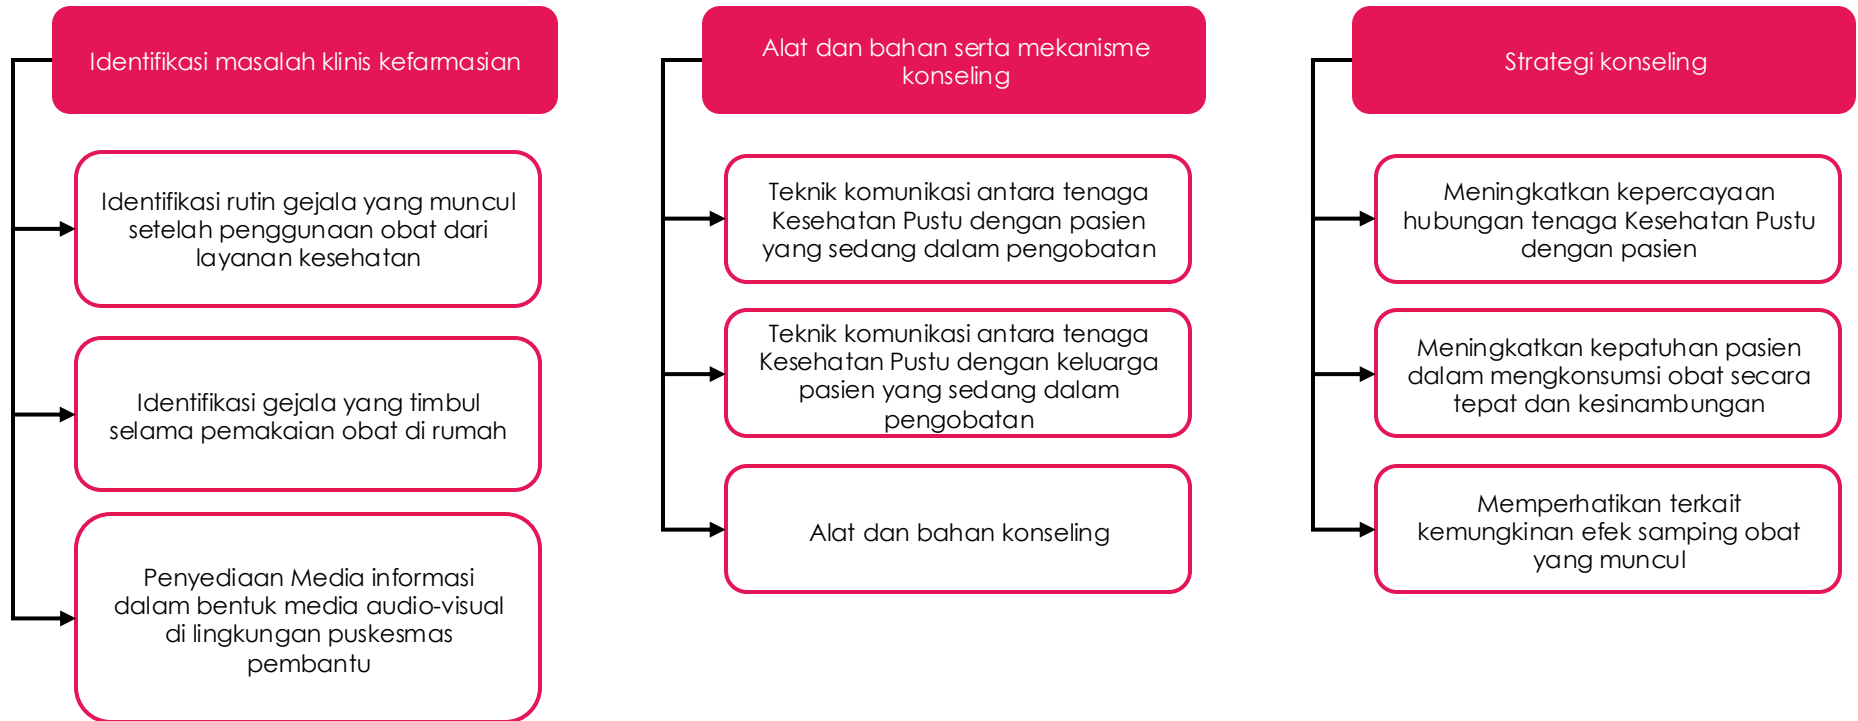 Identifikasi masalah klinis kefarmasian
Identifikasi rutin gejala yang muncul
setelah penggunaan obat dari
layanan kesehatan
Identifikasi gejala yang timbul
selama pemakaian obat di rumah
Penyediaan Media informasi
dalam bentuk media audio-visual
di lingkungan puskesmas
pembantu
Alat dan bahan serta mekanisme
konseling
Teknik komunikasi antara tenaga
Kesehatan Pustu dengan pasien
yang sedang dalam pengobatan
Teknik komunikasi antara tenaga
Kesehatan Pustu dengan keluarga
pasien yang sedang dalam
pengobatan
Alat dan bahan konseling
Strategi konseling
Meningkatkan kepercayaan
hubungan tenaga Kesehatan Pustu
dengan pasien
Meningkatkan kepatuhan pasien
dalam mengkonsumsi obat secara
tepat dan kesinambungan
Memperhatikan terkait
kemungkinan efek samping obat
yang muncul